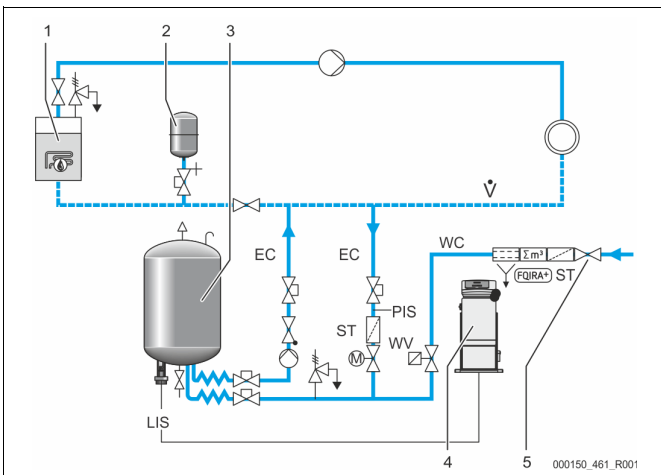 1 2 3
V̇
EC EC WC
Σm³
FQIRA+ ST
PIS
ST
WV
M
LIS
4 5
000150_461_R001